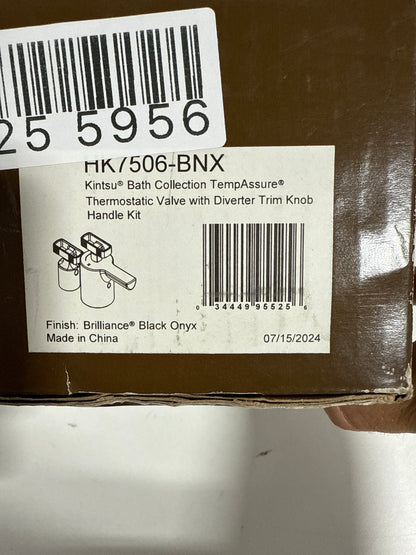 25 5956
HK7506-BNX
Kintsu® Bath Collection TempAssure®
Thermostatic Valve with Diverter Trim Knob
Handle Kit
0 34449 95525 6
Finish: Brilliance® Black Onyx
Made in China
07/15/2024